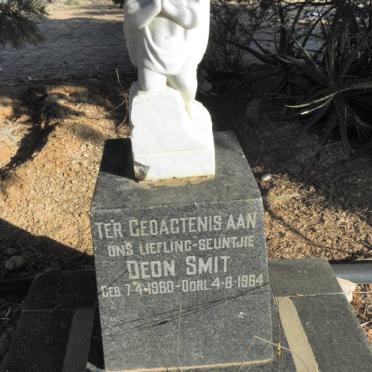 TER GEDAGTENIS AAN
ONS LIEFLING-SEUNTJIE
DEON SMIT
GEB 7-4-1960-OORL 4-8-1964